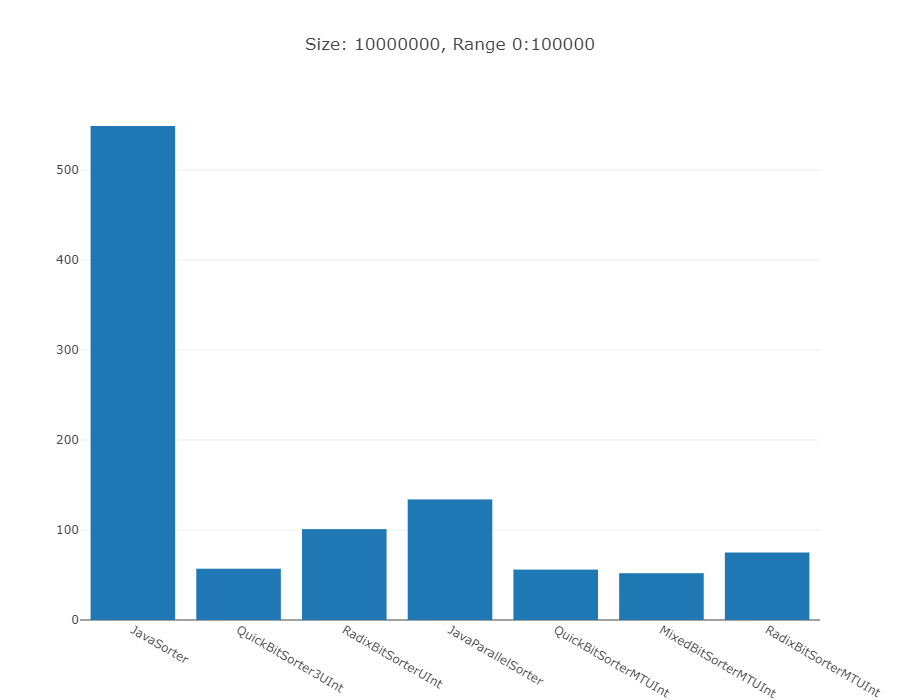 Size: 10000000, Range 0:100000
500
400
300
200
100
0
JavaSorter
QuickBitSorter3UInt
RadixBitSorterUInt
JavaParallelSorter
QuickBitSorterMTUInt
MixedBitSorterMTUInt
RadixBitSorterMTUInt